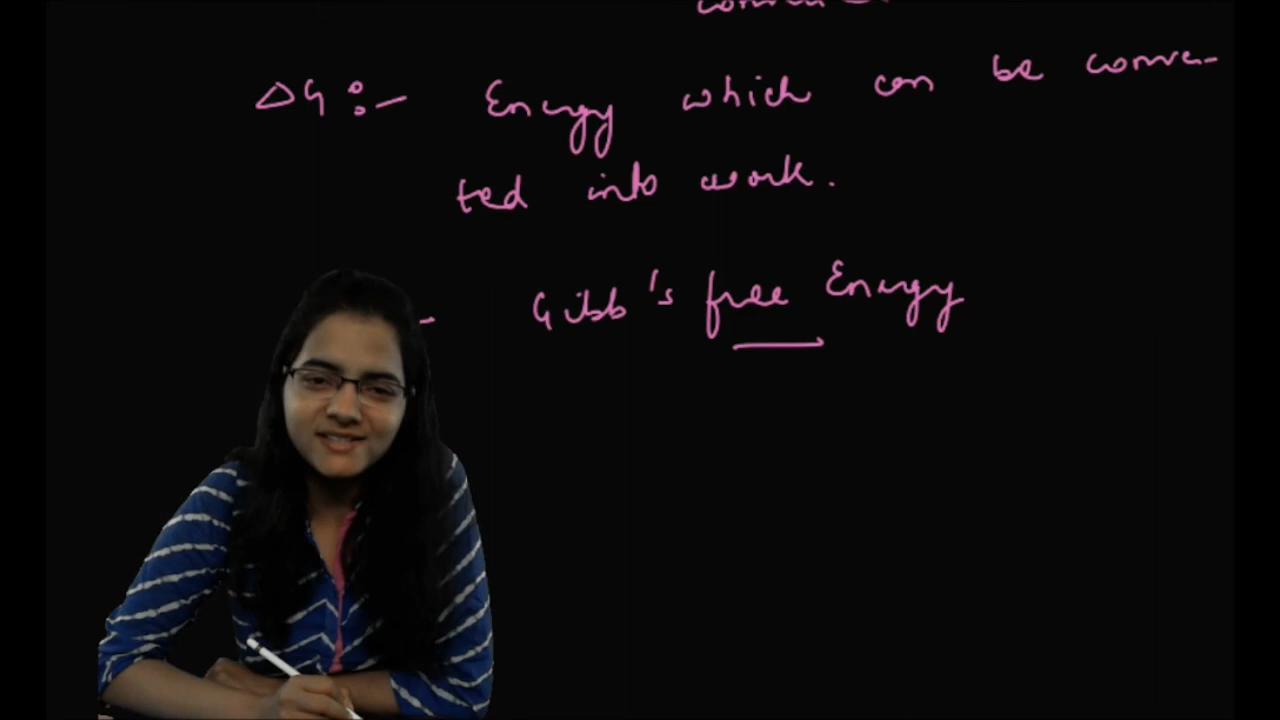 ΔG :- Energy which can be conver-
ted into work.
- Gibb's free Energy